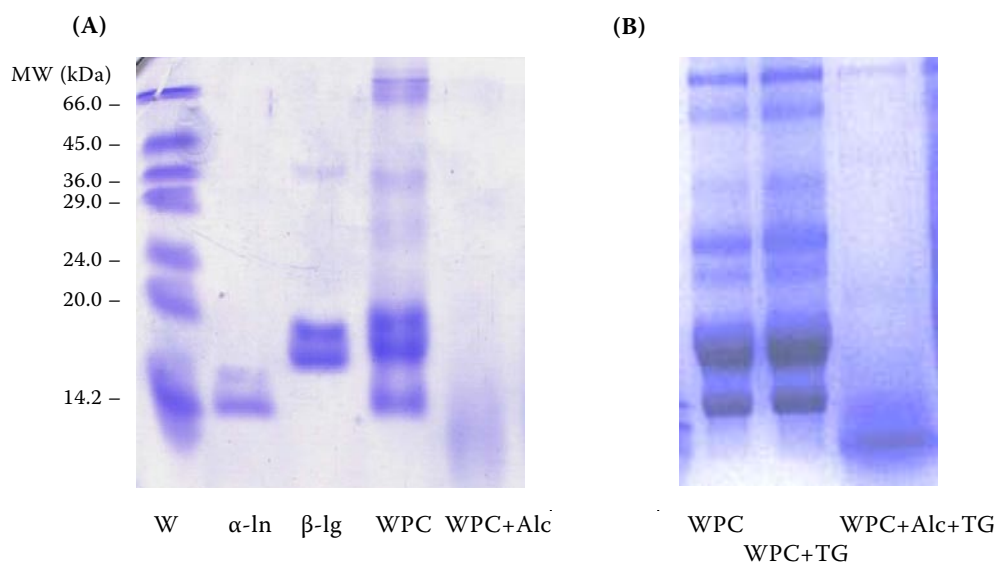 (A)
(B)
MW (kDa)
66.0 –
45.0 –
36.0 –
29.0 –
24.0 –
20.0 –
14.2 –
W α-ln β-lg WPC WPC+Alc
WPC WPC+Alc+TG
WPC+TG